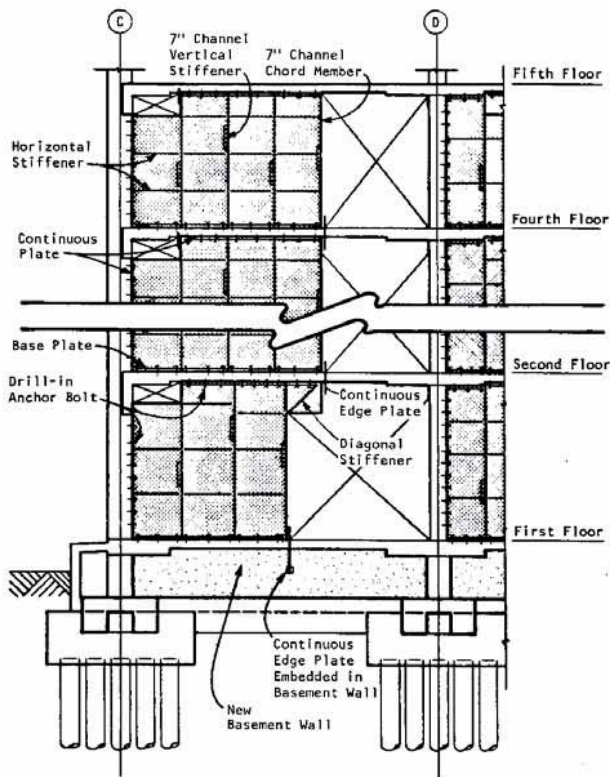 C
D
7" Channel
Vertical
Stiffener
7" Channel
Chord Member
Fifth Floor
Horizontal
Stiffener
Fourth Floor
Continuous
Plate
Base Plate
Second Floor
Drill-in
Anchor Bolt
Continuous
Edge Plate
Diagonal
Stiffener
First Floor
Continuous
Edge Plate
Embedded in
Basement Wall
New
Basement Wall